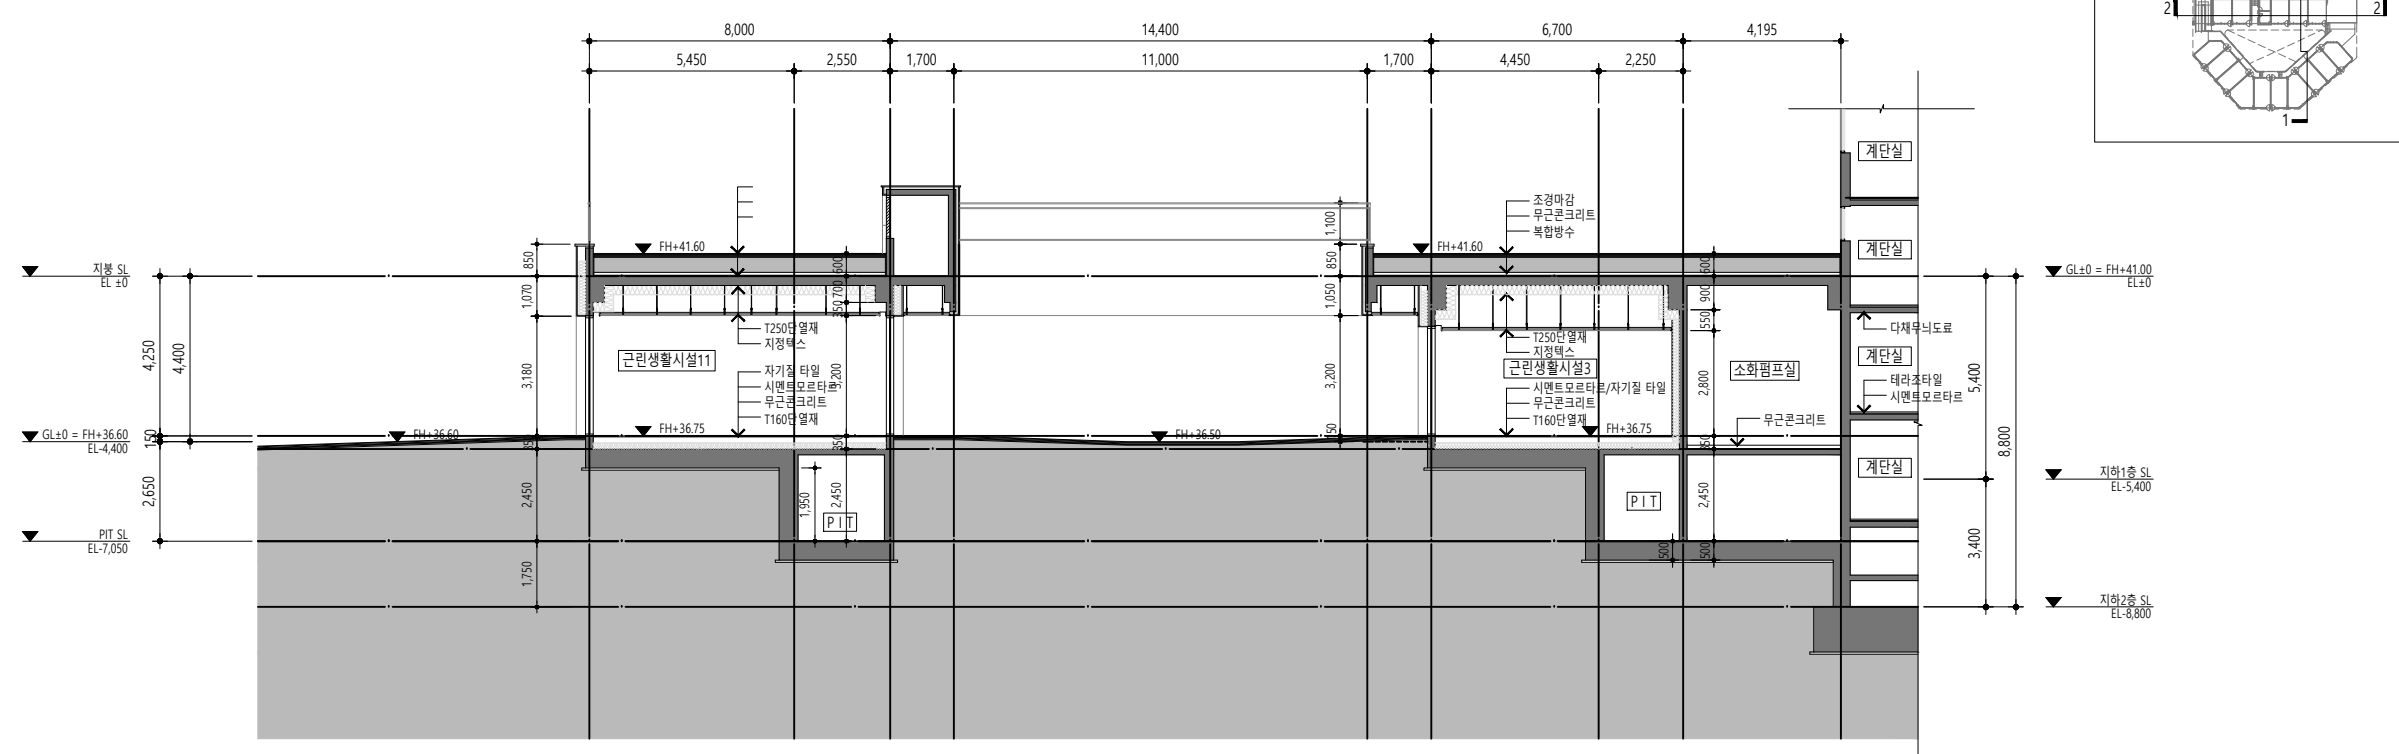 8,000
14,400
6,700
4,195
5,450
2,550
1,700
11,000
1,700
4,450
2,250
2
2
1
계단실
계단실
계단실
계단실
조경마감
무근콘크리트
복합방수
1,100
FH+41.60
FH+41.60
지붕 SL
EL ±0
GL±0 = FH+41.00
EL±0
850
600
850
600
1,070
700
350
1,050
900
550
T250단열재
지정텍스
T250단열재
지정텍스
다채무늬도료
근린생활시설11
근린생활시설3
소화펌프실
4,250
4,400
3,180
3,200
3,200
2,800
5,400
8,800
자기질 타일
시멘트모르타르
무근콘크리트
T160단열재
시멘트모르타르/자기질 타일
무근콘크리트
T160단열재
테라조타일
시멘트모르타르
무근콘크리트
GL±0 = FH+36.60
EL-4,400
150
FH+36.60
FH+36.75
FH+36.50
FH+36.75
350
2,650
2,450
1,950
2,450
2,450
PIT
PIT
지하1층 SL
EL-5,400
PIT SL
EL-7,050
500
500
1,750
3,400
지하2층 SL
EL-8,800